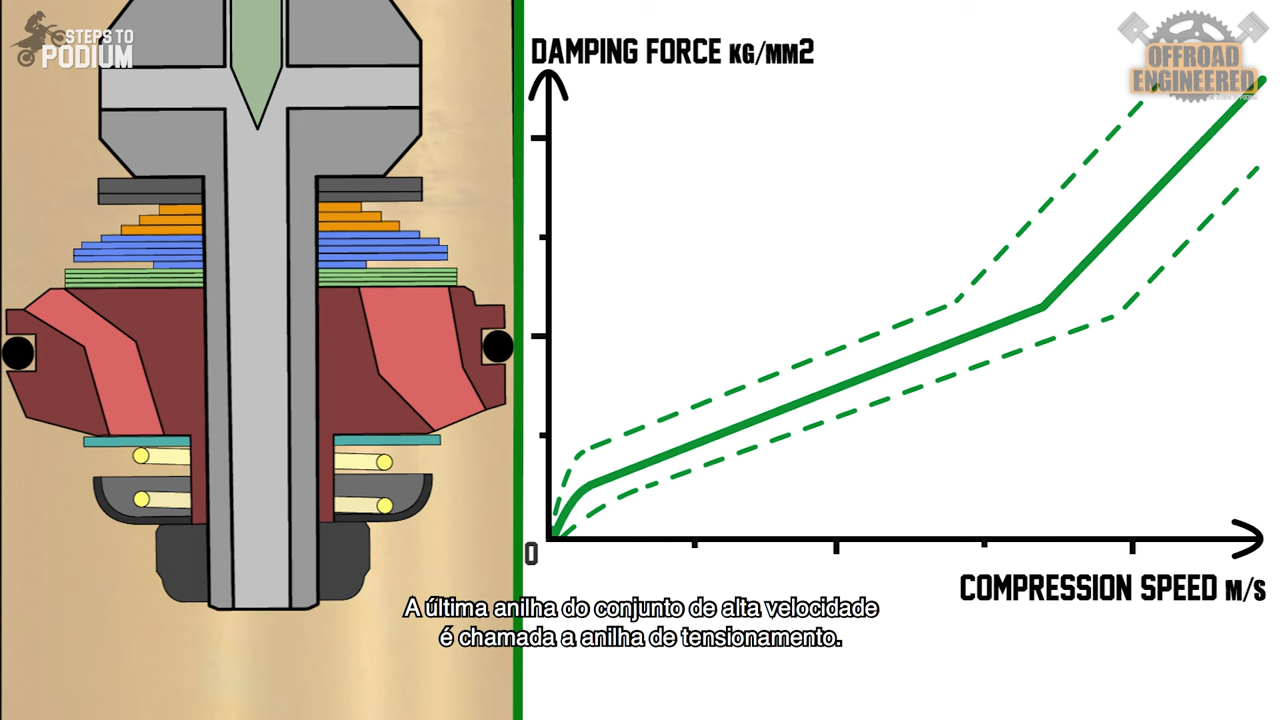 STEPS TO
PODIUM
DAMPING FORCE KG/MM2
OFFROAD
ENGINEERED
0
COMPRESSION SPEED M/S
A última anilha do conjunto de alta velocidade
é chamada a anilha de tensionamento.